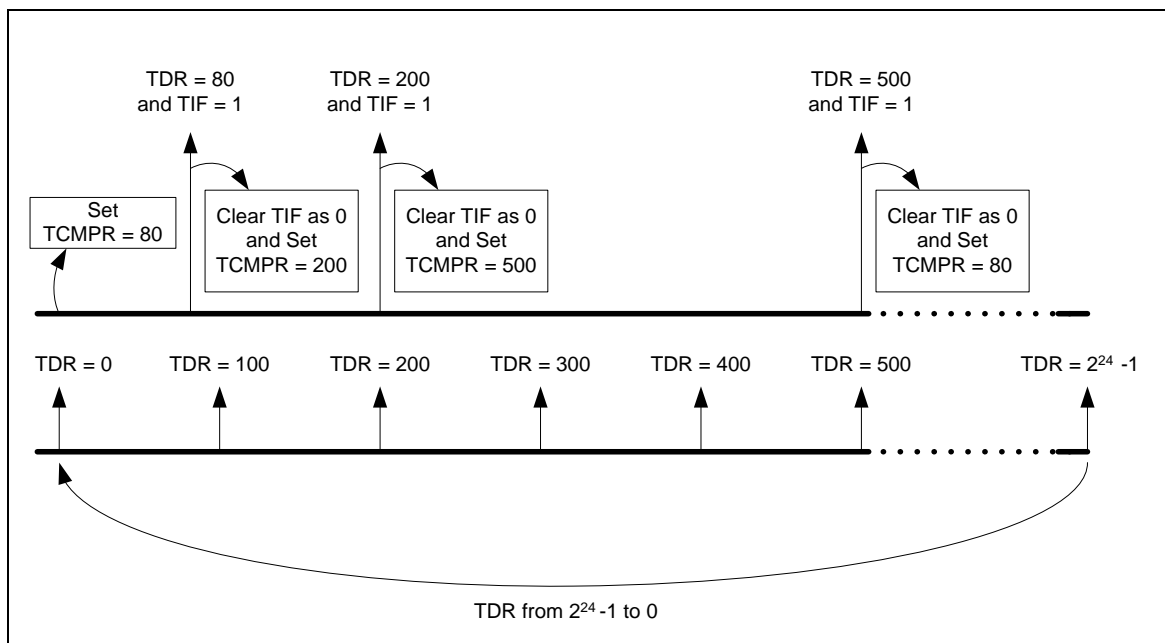 TDR = 80
and TIF = 1
TDR = 200
and TIF = 1
TDR = 500
and TIF = 1
Set
TCMPR = 80
Clear TIF as 0
and Set
TCMPR = 200
Clear TIF as 0
and Set
TCMPR = 500
Clear TIF as 0
and Set
TCMPR = 80
TDR = 0
TDR = 100
TDR = 200
TDR = 300
TDR = 400
TDR = 500
TDR = 2²⁴ -1
TDR from 2²⁴ -1 to 0